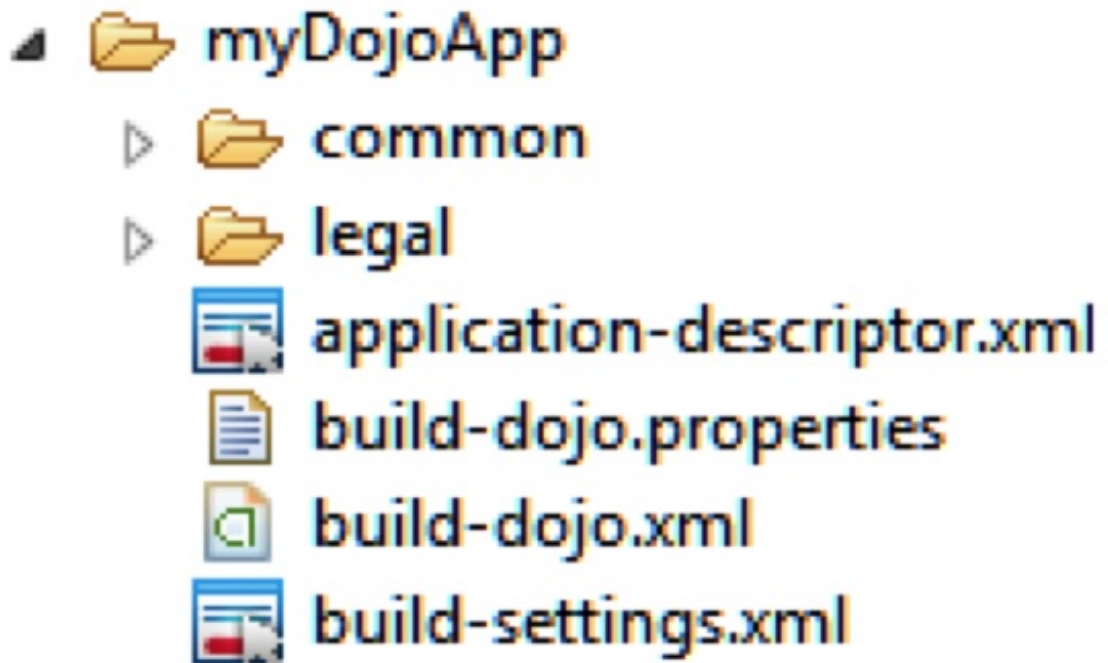 myDojoApp
common
legal
application-descriptor.xml
build-dojo.properties
build-dojo.xml
build-settings.xml